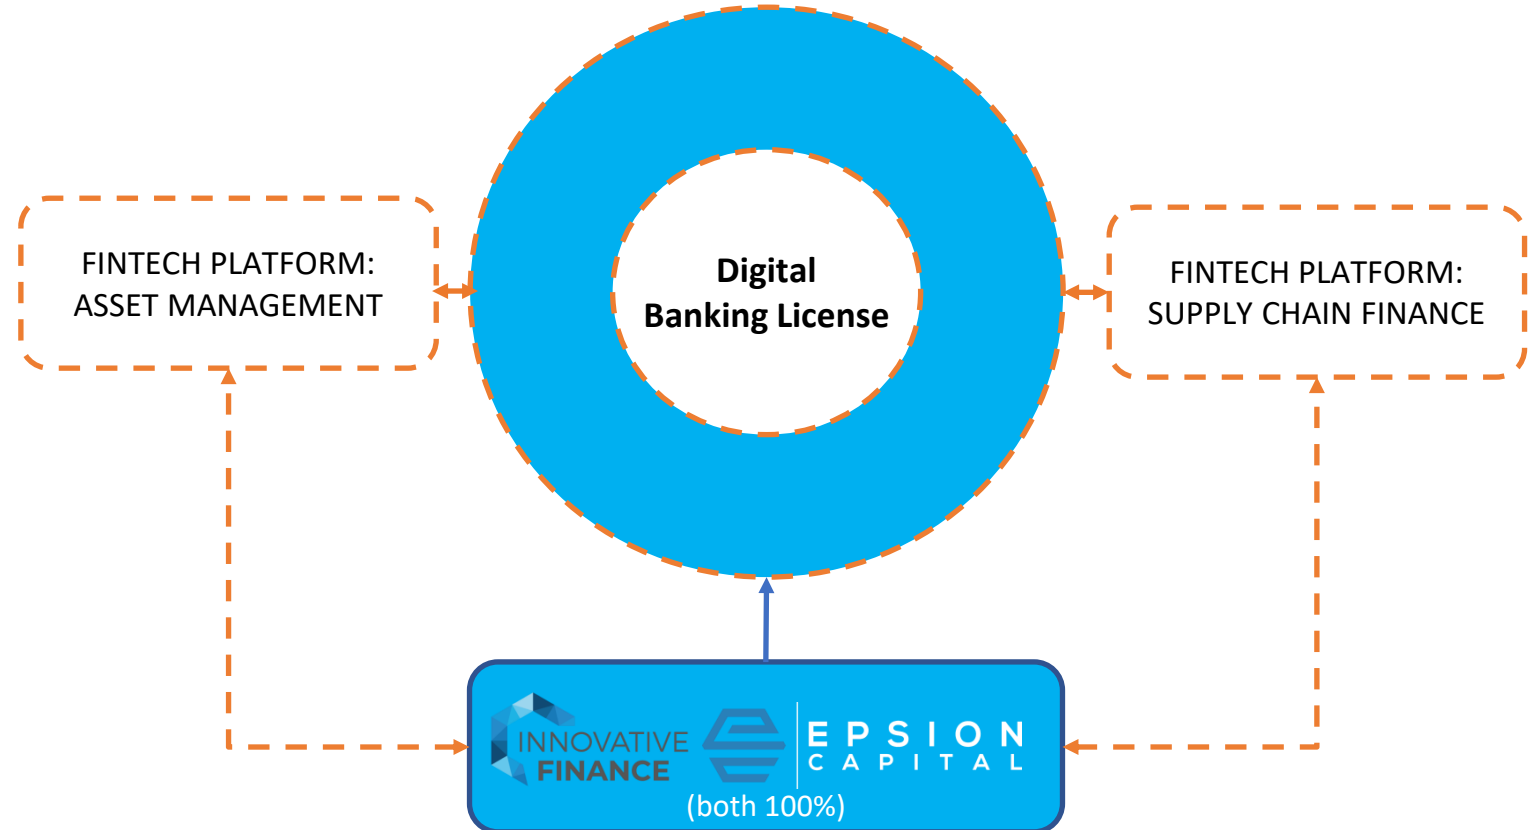 FINTECH PLATFORM:
ASSET MANAGEMENT
Digital
Banking License
FINTECH PLATFORM:
SUPPLY CHAIN FINANCE
INNOVATIVE
FINANCE
EPSION
CAPITAL
(both 100%)